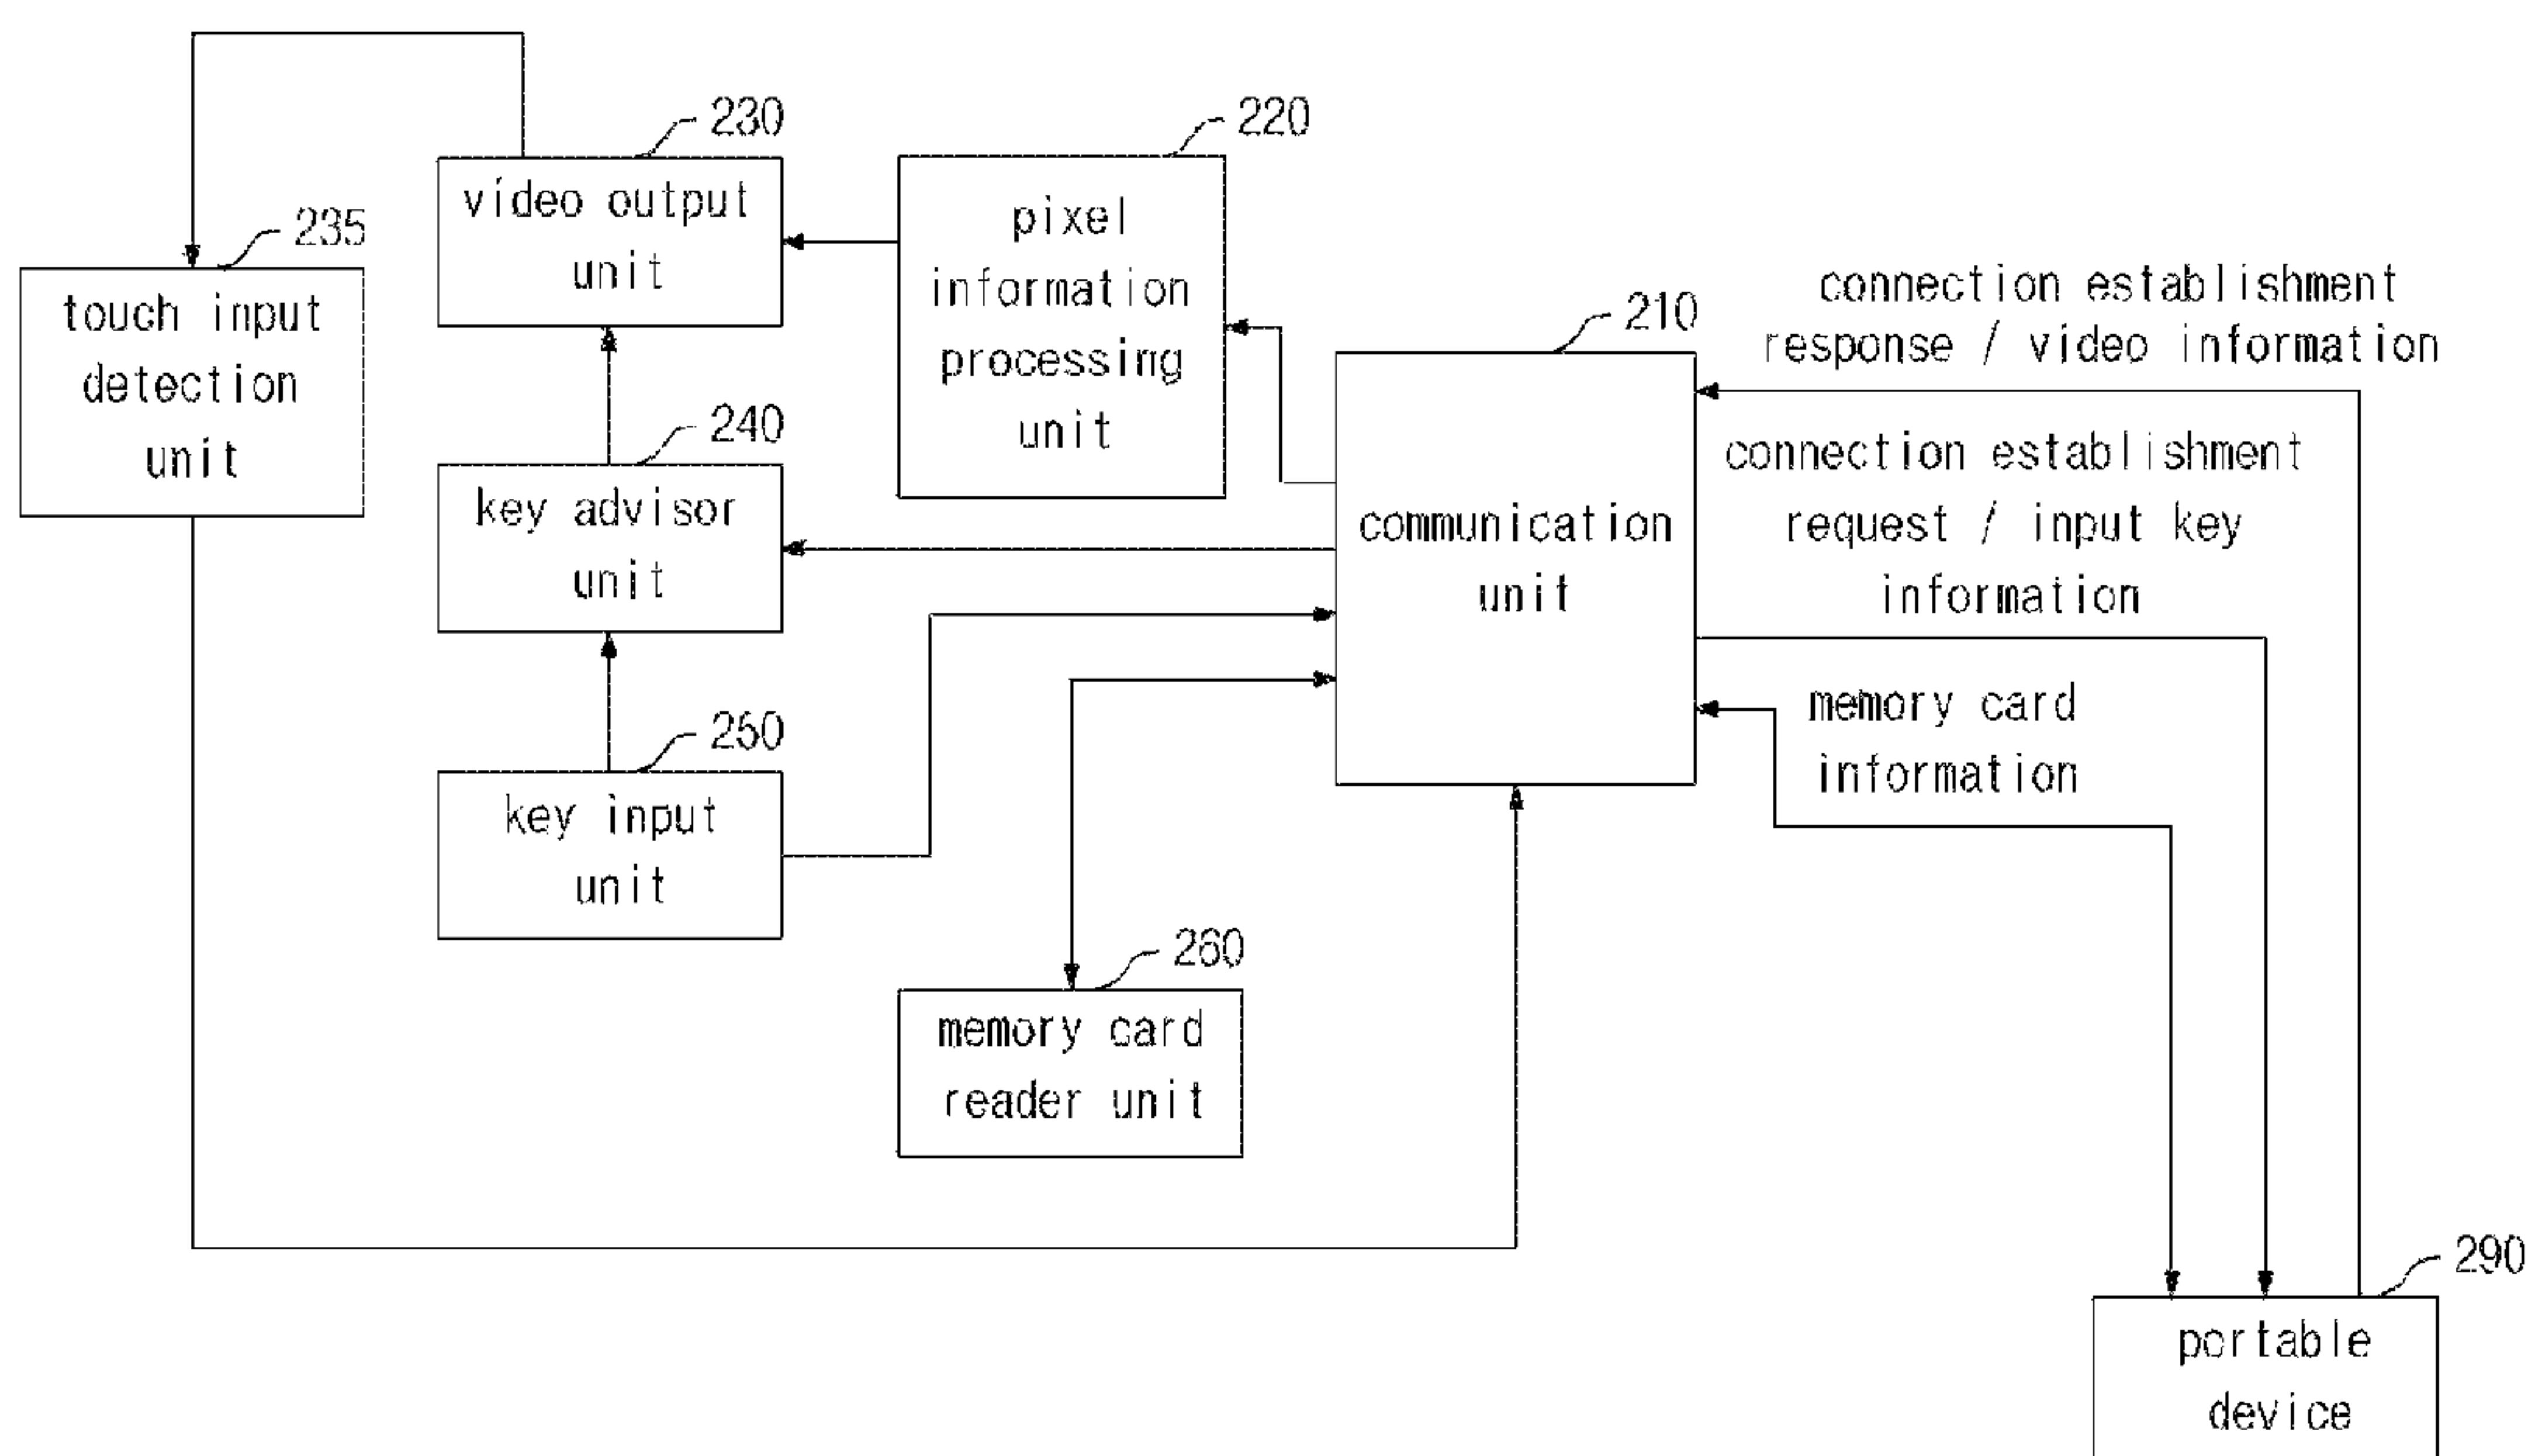 230
220
video output
unit
235
pixel
information
processing
unit
touch input
detection
unit
210
connection establishment
response / video information
240
key advisor
unit
communication
unit
connection establishment
request / input key
information
250
key input
unit
memory card
information
260
memory card
reader unit
290
portable
device